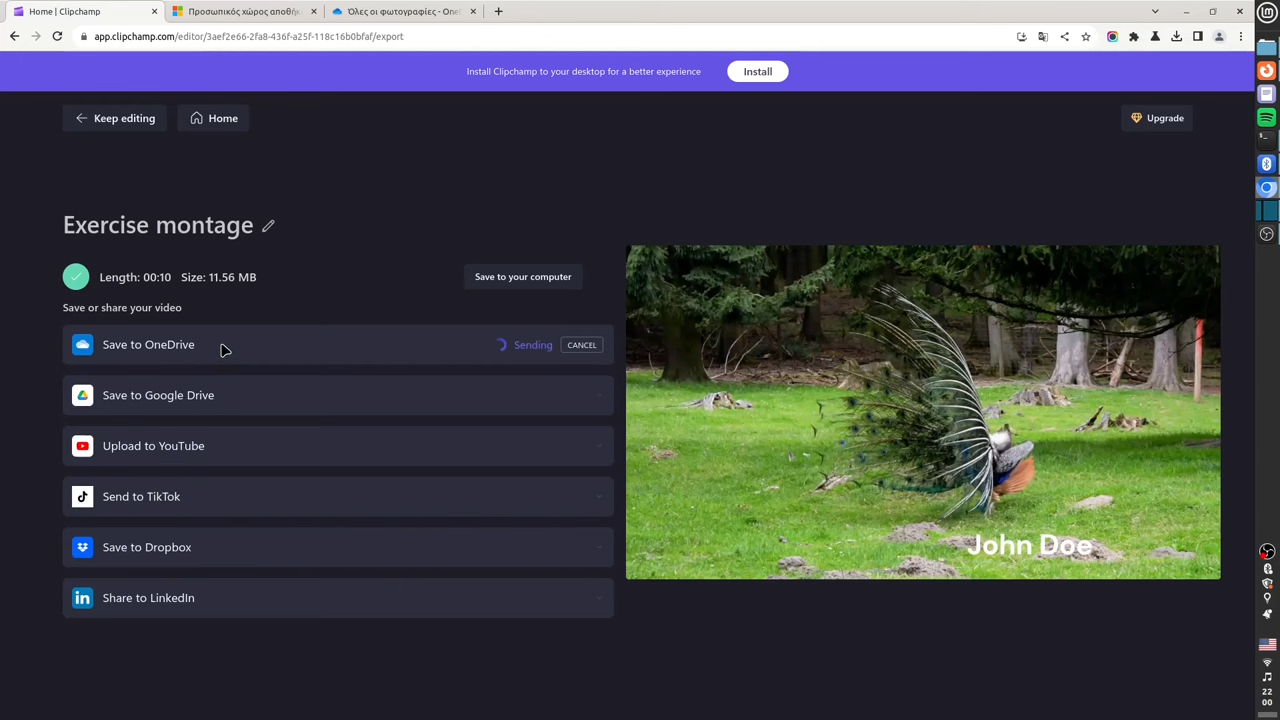 Home | Clipchamp
Προσωπικός χώρος αποθή
Όλες οι φωτογραφίες - One
app.clipchamp.com/editor/3aef2e66-2fa8-436f-a25f-118c16b0bfaf/export
Install Clipchamp to your desktop for a better experience
Install
Keep editing
Home
Upgrade
Exercise montage
Length: 00:10 Size: 11.56 MB
Save to your computer
Save or share your video
Save to OneDrive
Sending
CANCEL
Save to Google Drive
Upload to YouTube
Send to TikTok
Save to Dropbox
Share to LinkedIn
John Doe
22
00